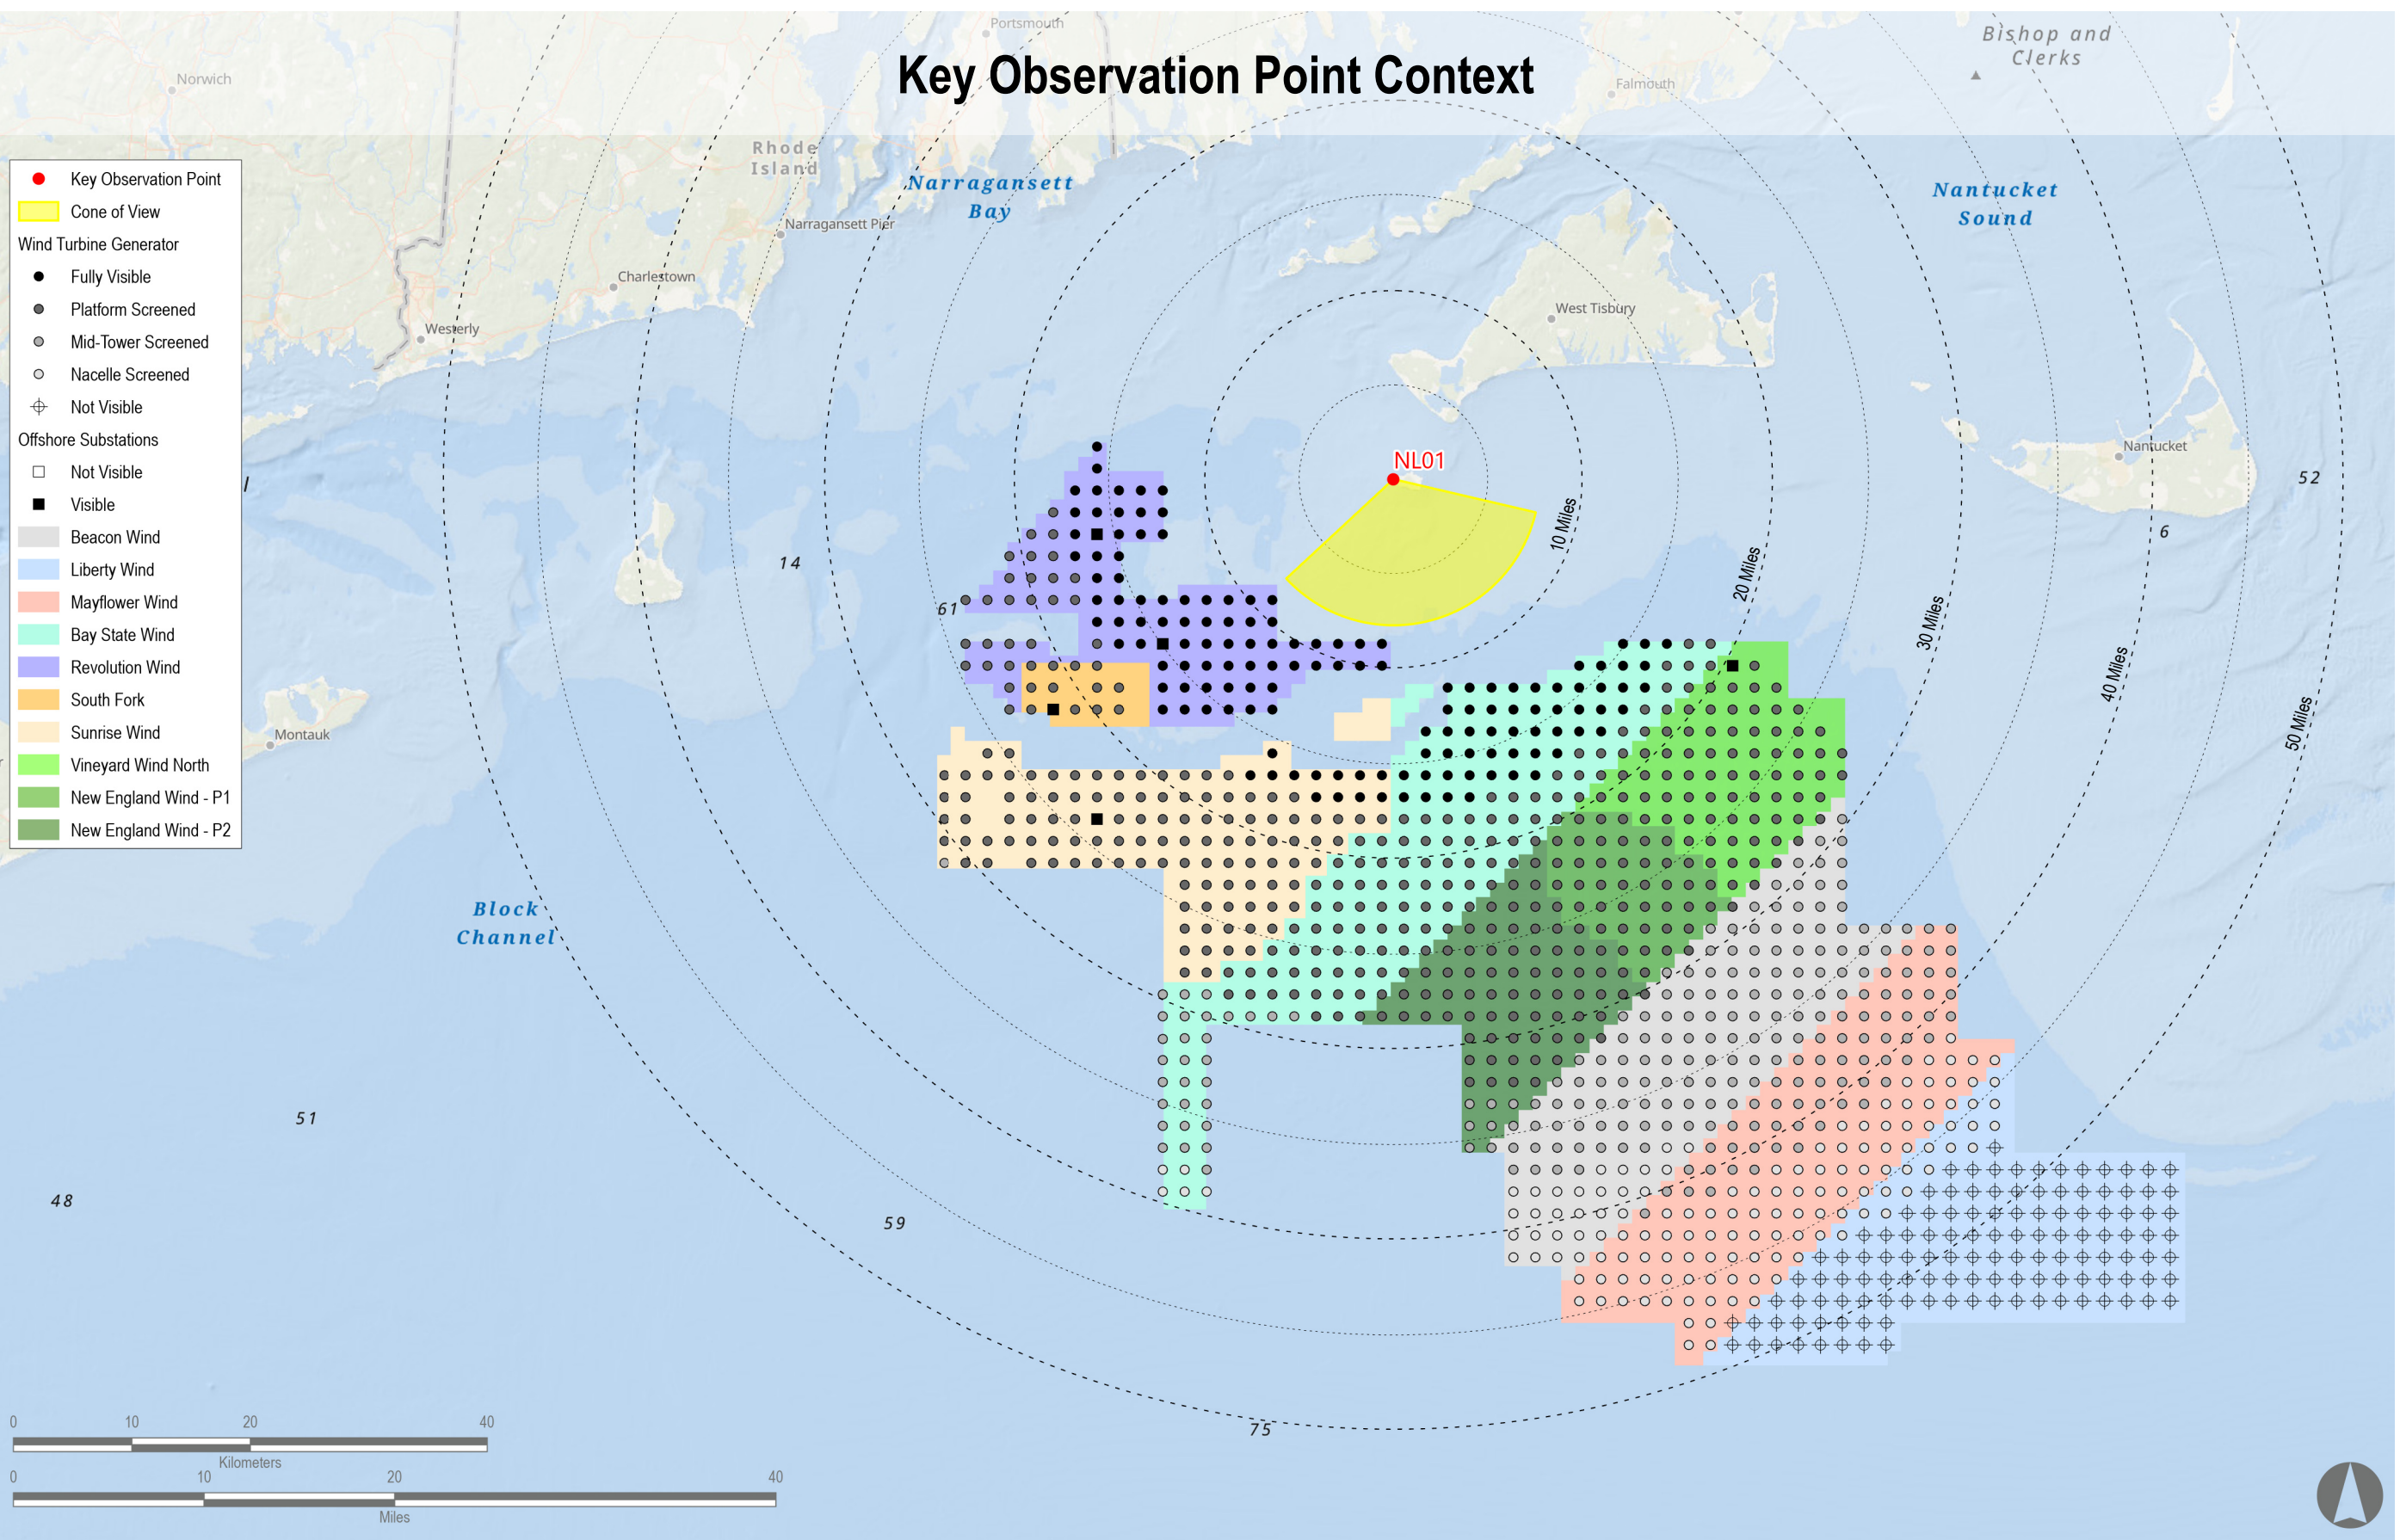 Key Observation Point Context
Portsmouth
Norwich
Falmouth
Bishop and
Clerks
Rhode
Island
Narragansett
Bay
Nantucket
Sound
Narragansett Pier
Charlestown
Westerly
West Tisbury
Nantucket
Montauk
Block
Channel
NL01
10 Miles
20 Miles
30 Miles
40 Miles
50 Miles
52
6
14
61
51
48
59
75
Key Observation Point
Cone of View
Wind Turbine Generator
Fully Visible
Platform Screened
Mid-Tower Screened
Nacelle Screened
Not Visible
Offshore Substations
Not Visible
Visible
Beacon Wind
Liberty Wind
Mayflower Wind
Bay State Wind
Revolution Wind
South Fork
Sunrise Wind
Vineyard Wind North
New England Wind - P1
New England Wind - P2
0 10 20 40
Kilometers
0 10 20 40
Miles